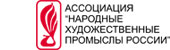 АССОЦИАЦИЯ
"НАРОДНЫЕ
ХУДОЖЕСТВЕННЫЕ
ПРОМЫСЛЫ РОССИИ"